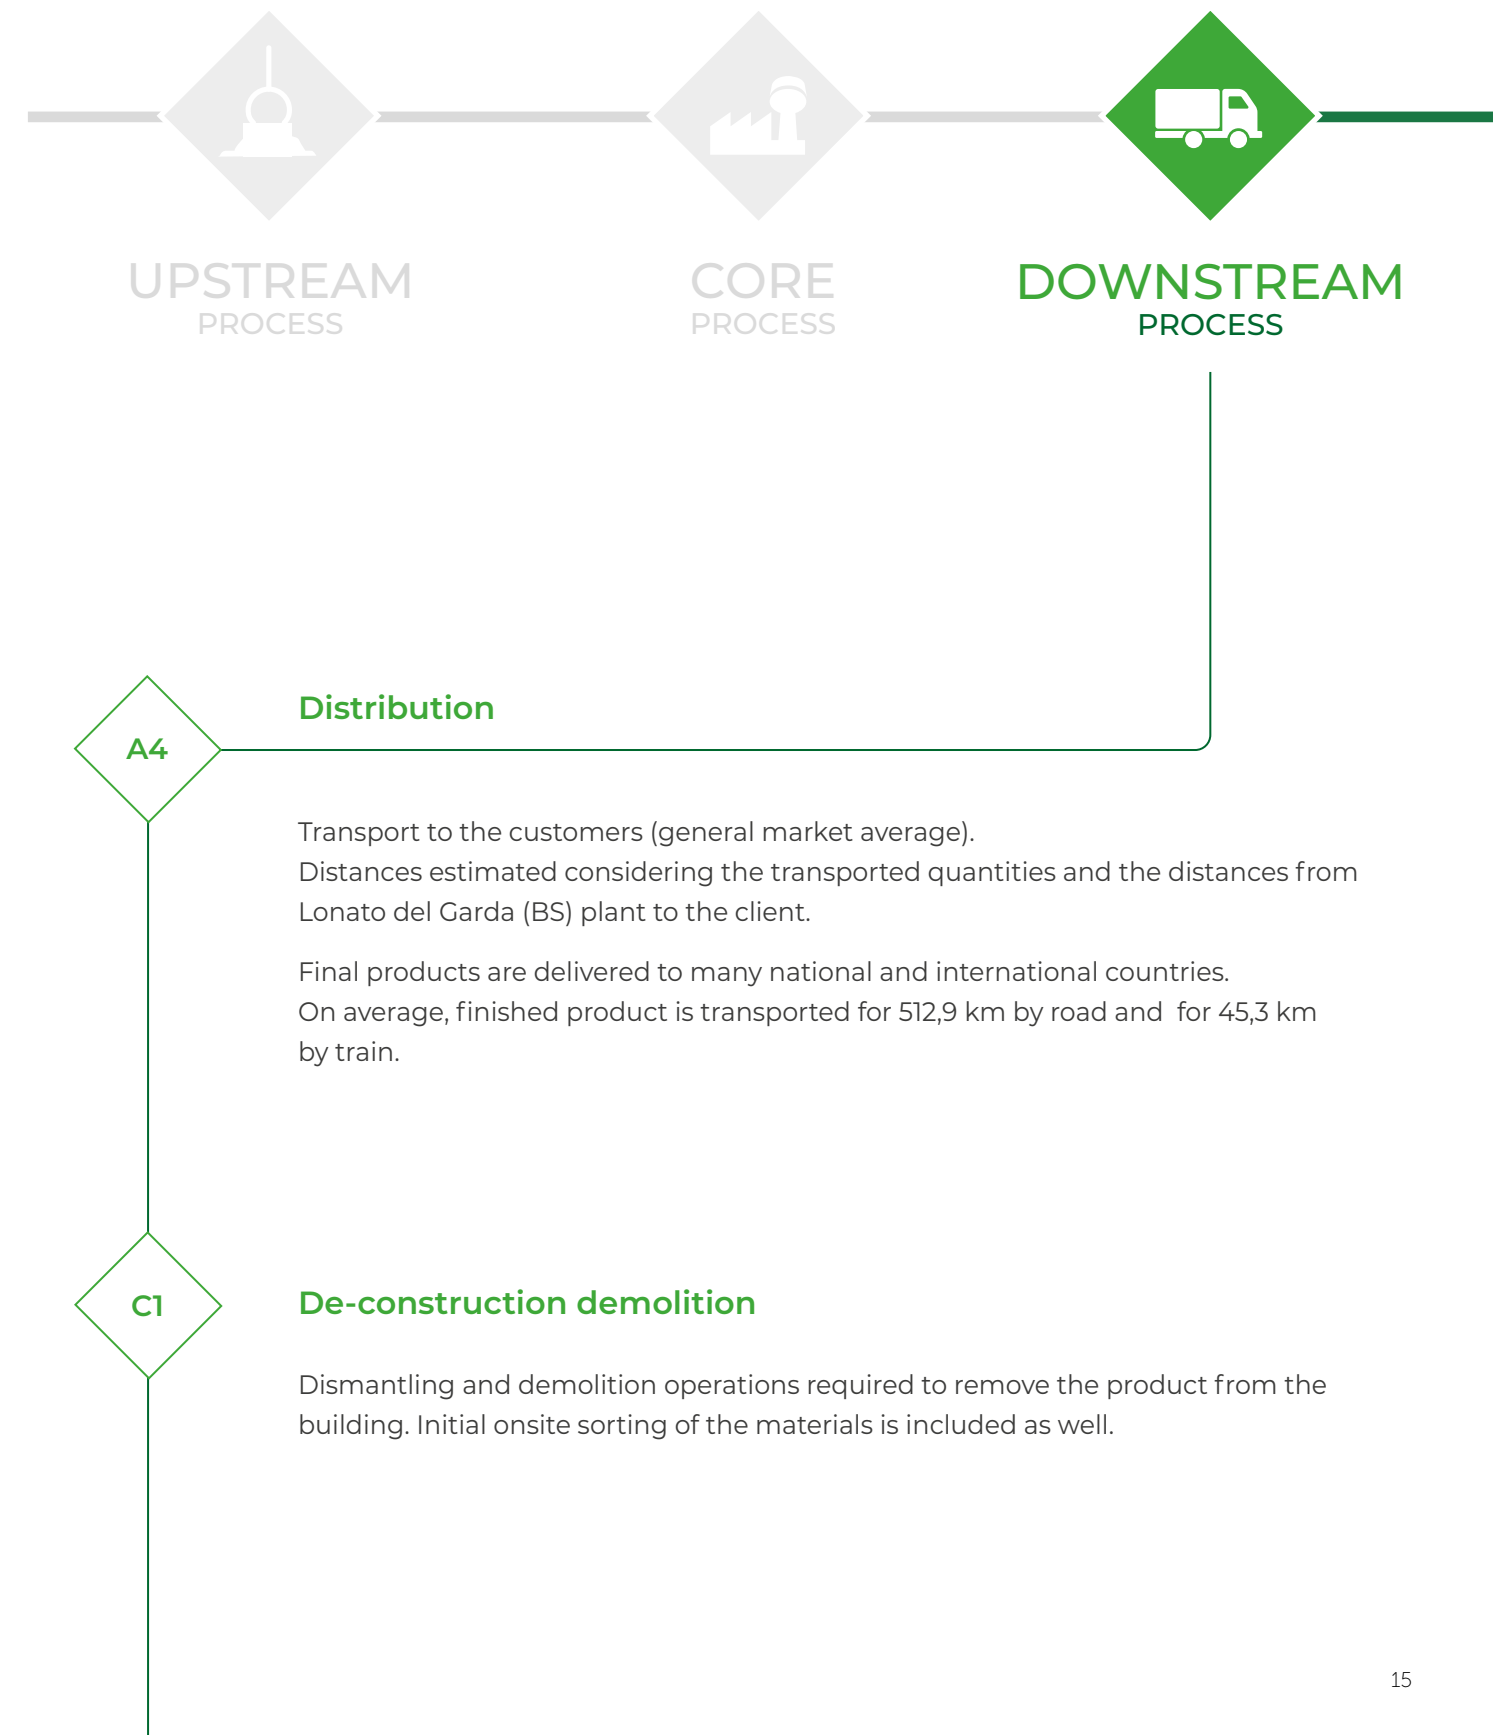 UPSTREAM
PROCESS
CORE
PROCESS
DOWNSTREAM
PROCESS
A4
Distribution
Transport to the customers (general market average).
Distances estimated considering the transported quantities and the distances from
Lonato del Garda (BS) plant to the client.
Final products are delivered to many national and international countries.
On average, finished product is transported for 512,9 km by road and  for 45,3 km
by train.
C1
De-construction demolition
Dismantling and demolition operations required to remove the product from the
building. Initial onsite sorting of the materials is included as well.
15